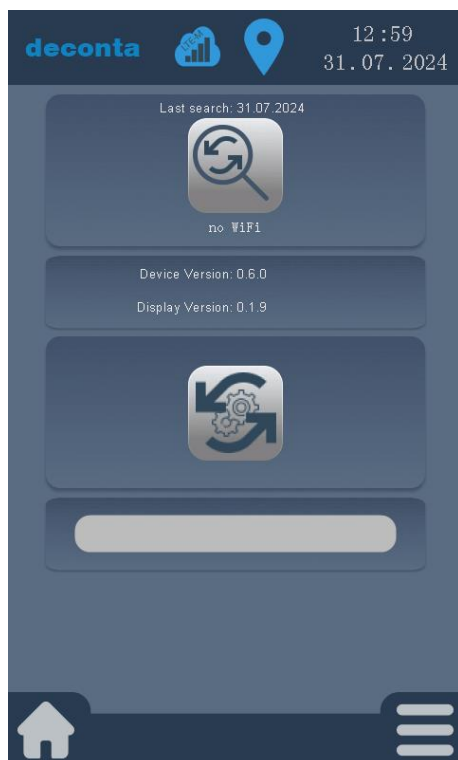 deconta
LTE-M
12:59
31.07.2024
Last search: 31.07.2024
no WiFi
Device Version: 0.6.0
Display Version: 0.1.9